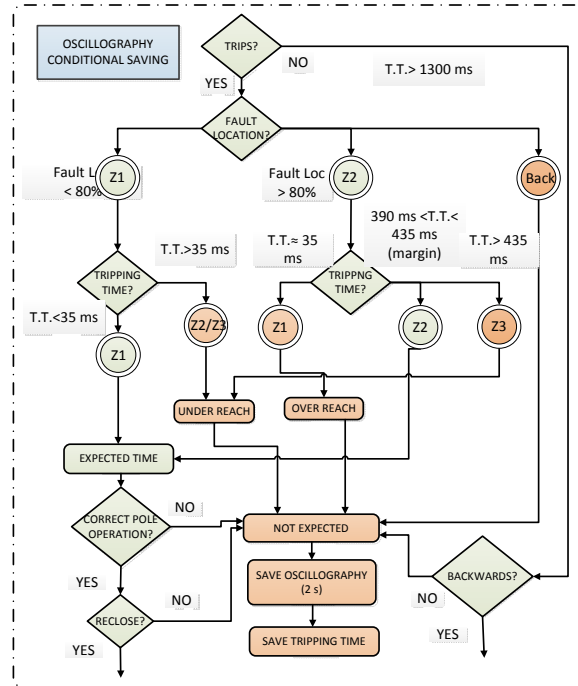 OSCILLOGRAPHY
CONDITIONAL SAVING
TRIPS?
NO
T.T.> 1300 ms
YES
FAULT
LOCATION?
Fault L
< 80%
Z1
Fault Loc
> 80%
Z2
Back
390 ms <T.T.<
435 ms
(margin)
T.T.>35 ms
T.T.≈ 35
ms
T.T.> 435
ms
TRIPPING
TIME?
TRIPPNG
TIME?
T.T.<35 ms
Z1
Z2/Z3
Z1
Z2
Z3
UNDER REACH
OVER REACH
EXPECTED TIME
CORRECT POLE
OPERATION?
NO
NOT EXPECTED
YES
SAVE OSCILLOGRAPHY
(2 s)
BACKWARDS?
NO
RECLOSE?
NO
YES
SAVE TRIPPING TIME
YES